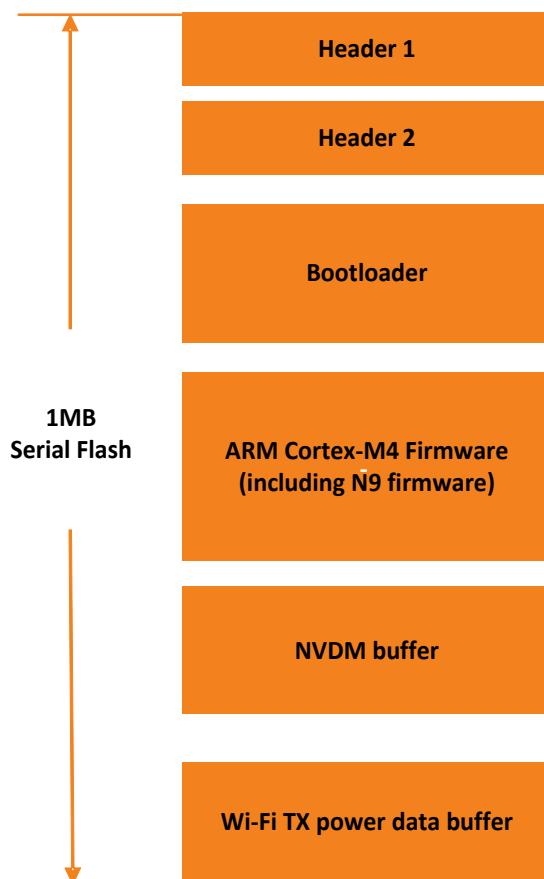 Header 1
Header 2
Bootloader
1MB
Serial Flash
ARM Cortex-M4 Firmware
(including N9 firmware)
NVDM buffer
Wi-Fi TX power data buffer